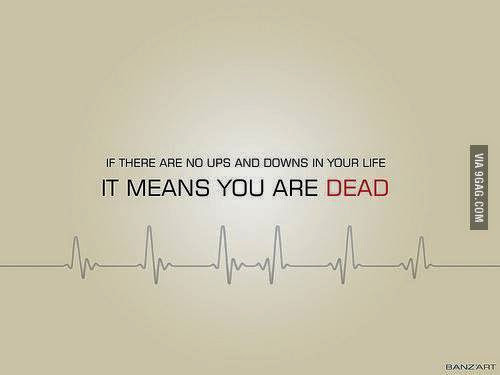 IF THERE ARE NO UPS AND DOWNS IN YOUR LIFE
IT MEANS YOU ARE DEAD
VIA 9GAG.COM
BANZ'ART